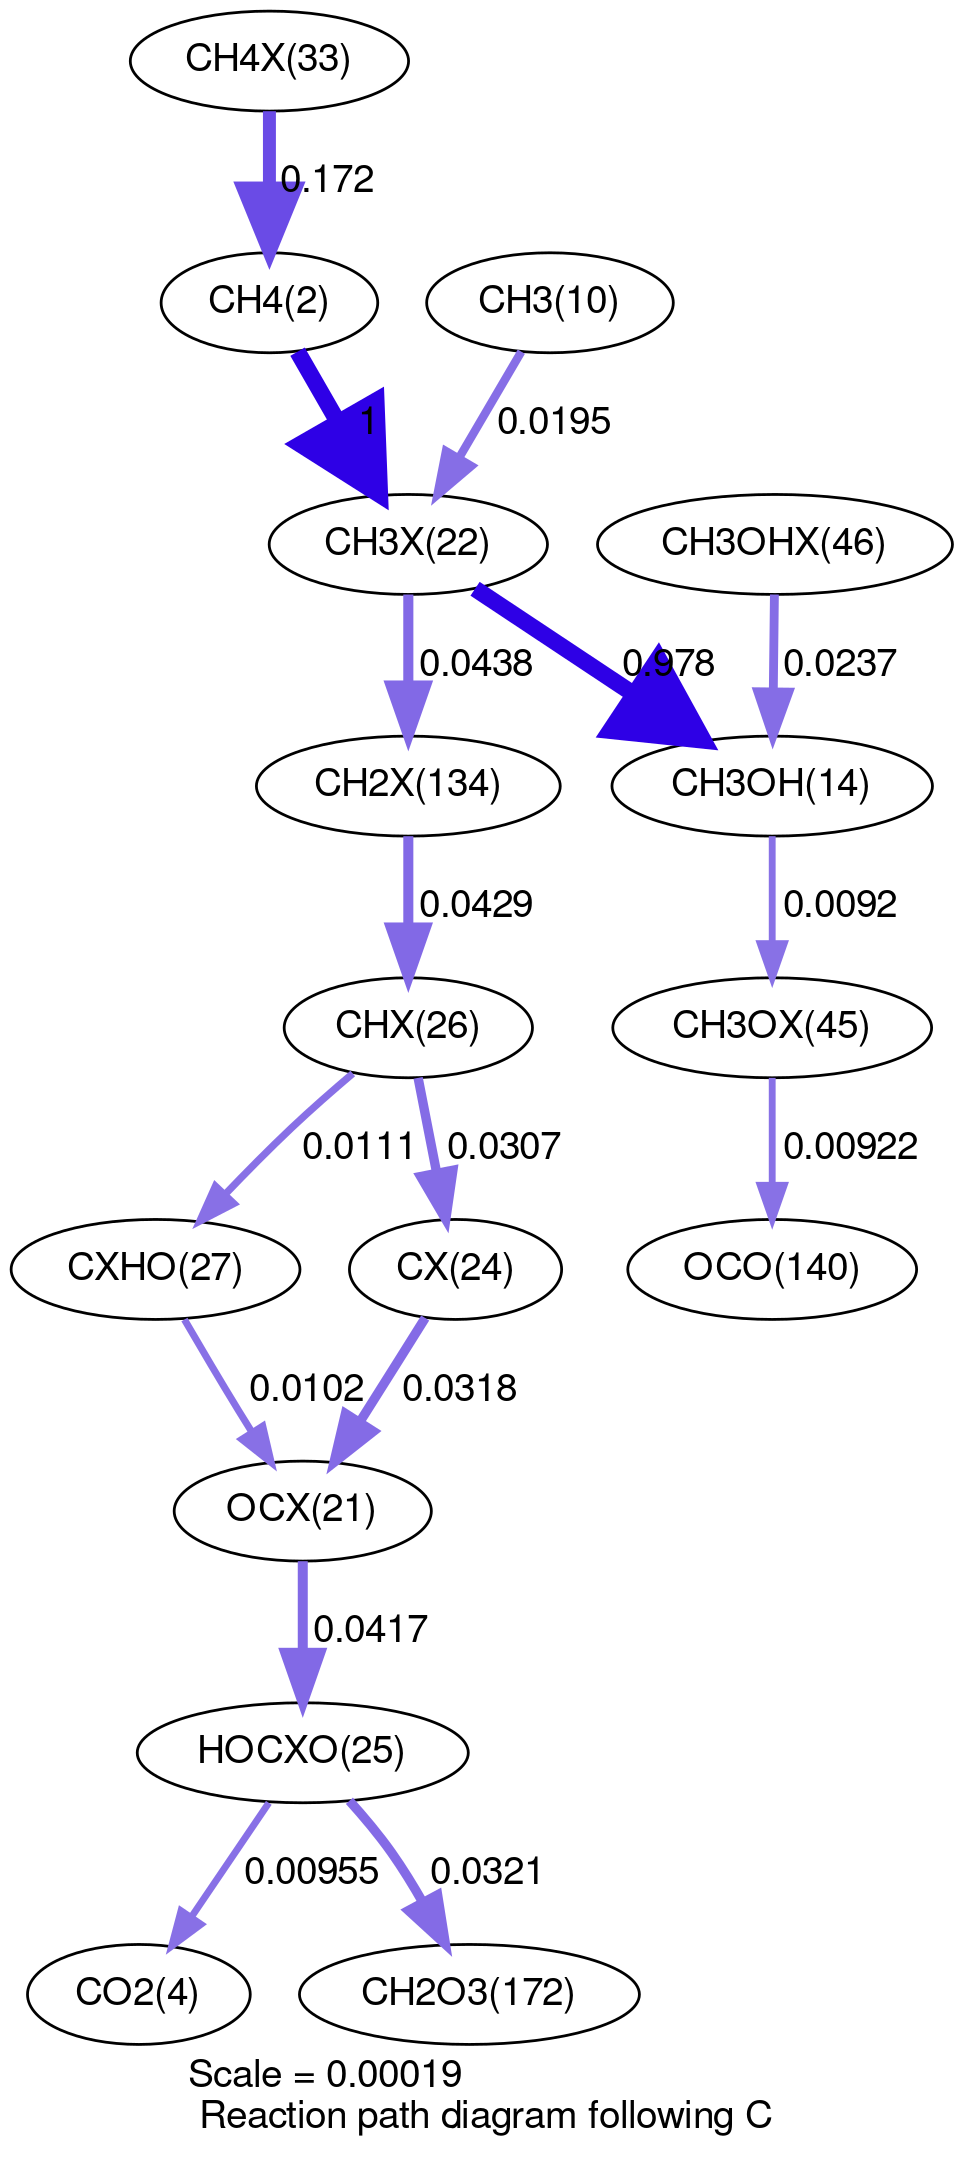 CH4X(33)
0.172
CH4(2)
CH3(10)
1
0.0195
CH3X(22)
CH3OHX(46)
0.0438
0.978
0.0237
CH2X(134)
CH3OH(14)
0.0429
0.0092
CHX(26)
CH3OX(45)
0.0111
0.0307
0.00922
CXHO(27)
CX(24)
OCO(140)
0.0102
0.0318
OCX(21)
0.0417
HOCXO(25)
0.00955
0.0321
CO2(4)
CH2O3(172)
Scale = 0.00019
Reaction path diagram following C